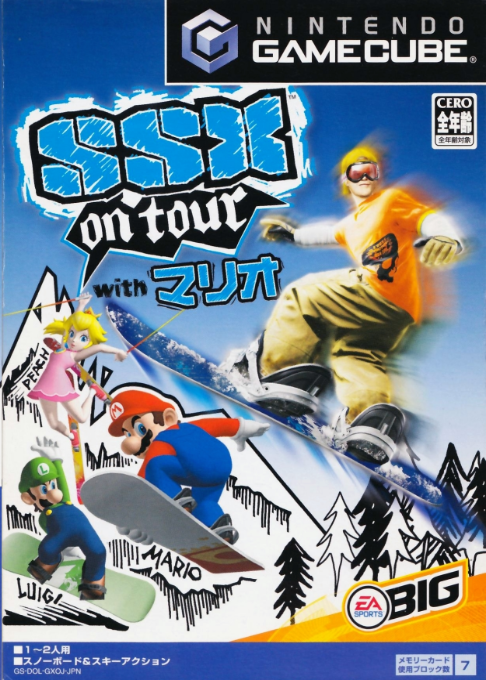 NINTENDO
GAMECUBE®
CERO
全年齢
全年齢対象
SSX™
on tour
with マリオ
PEACH
M
L
MARIO
LUIGI
EA
SPORTS
BIG
■1〜2人用
■スノーボード&スキーアクション
GS-DOL-GXOJ-JPN
メモリーカード
使用ブロック数
7